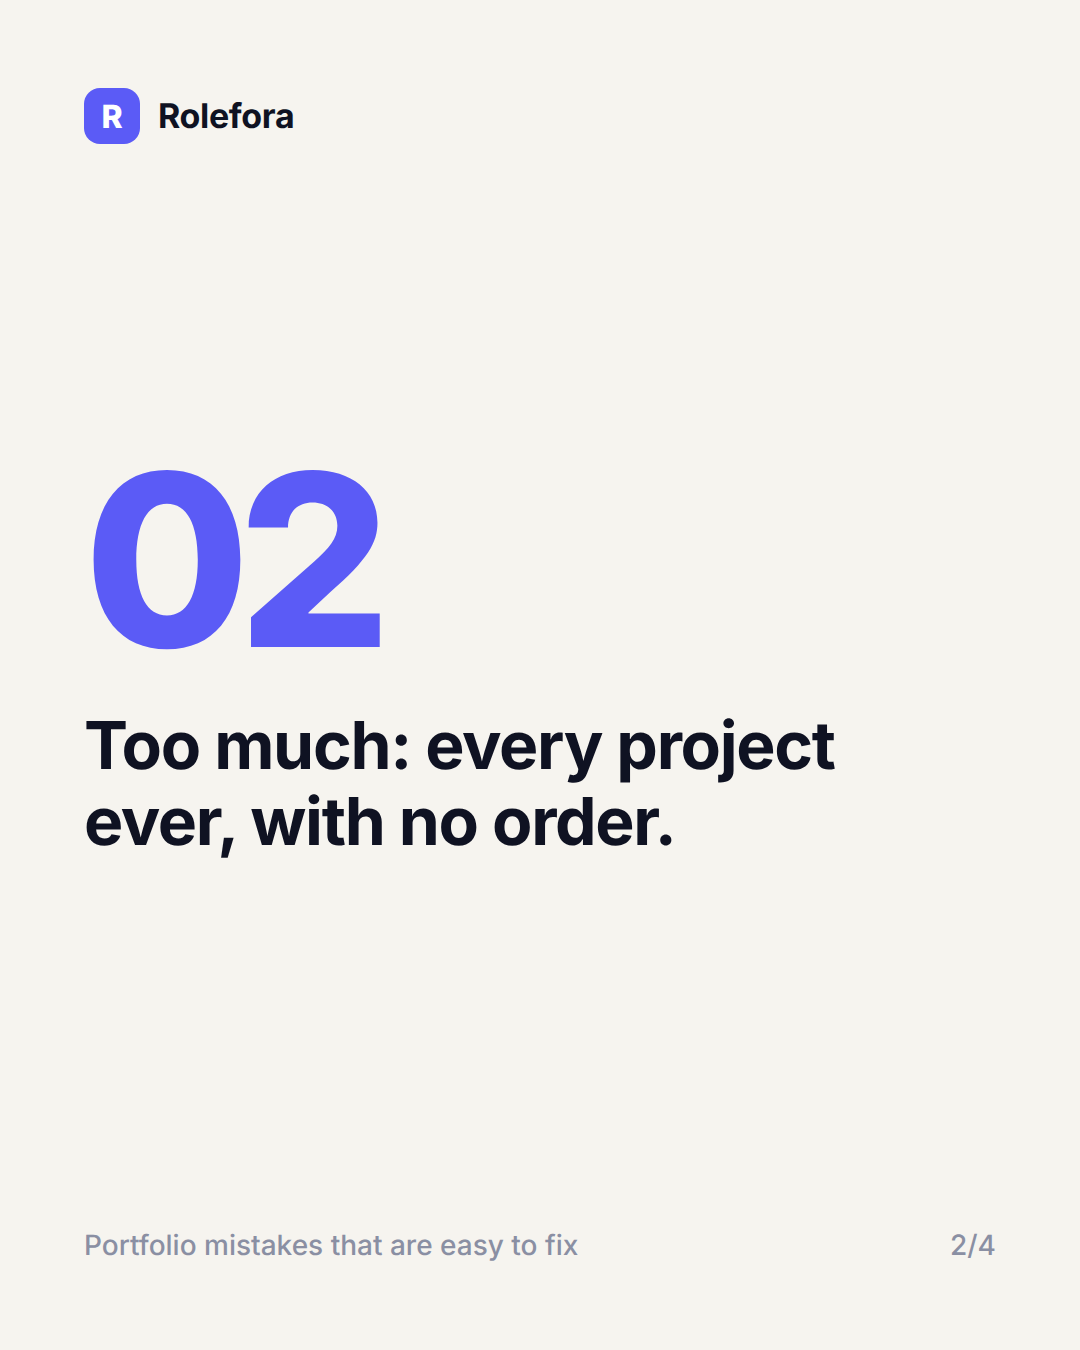 R Rolefora
02
Too much: every project
ever, with no order.
Portfolio mistakes that are easy to fix 2/4